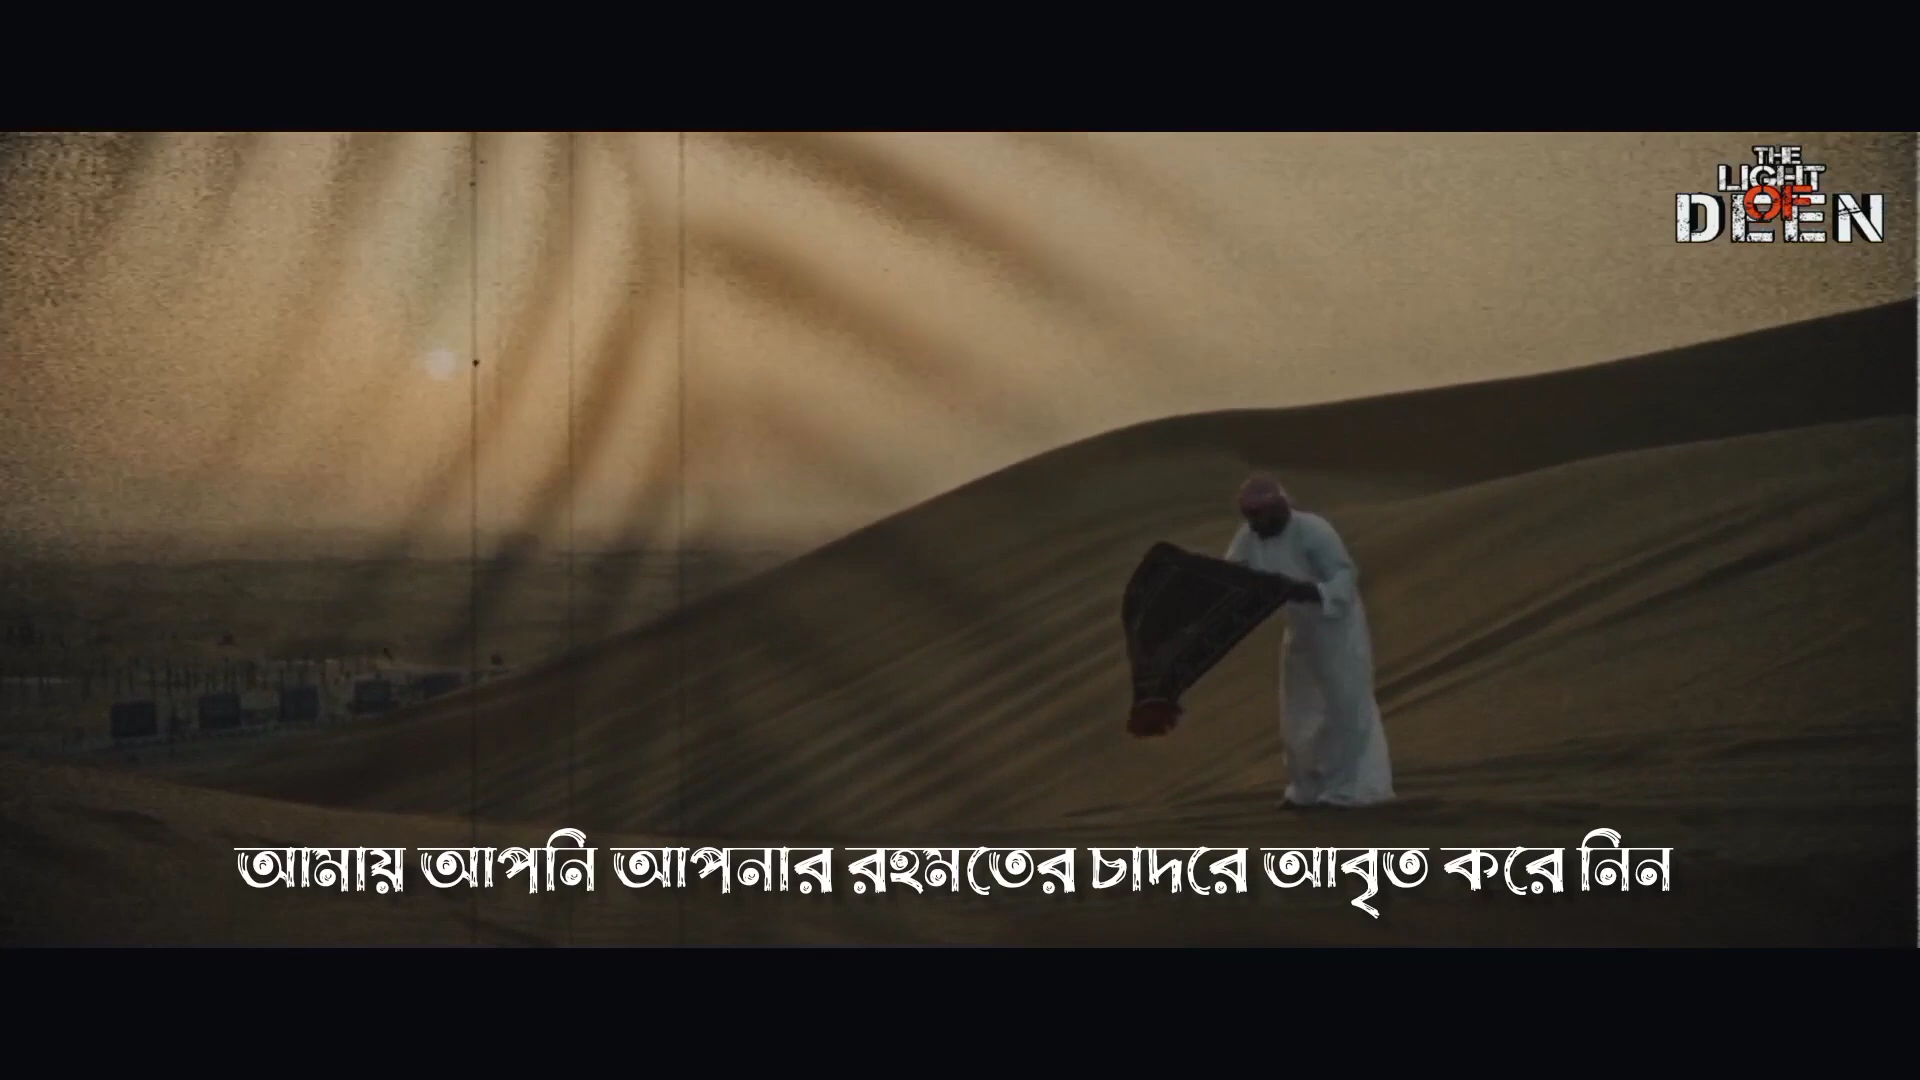 THE
LIGHT
OF
DEEN
আমায় আপনি আপনার রহমতের চাদরে আবৃত করে নিন